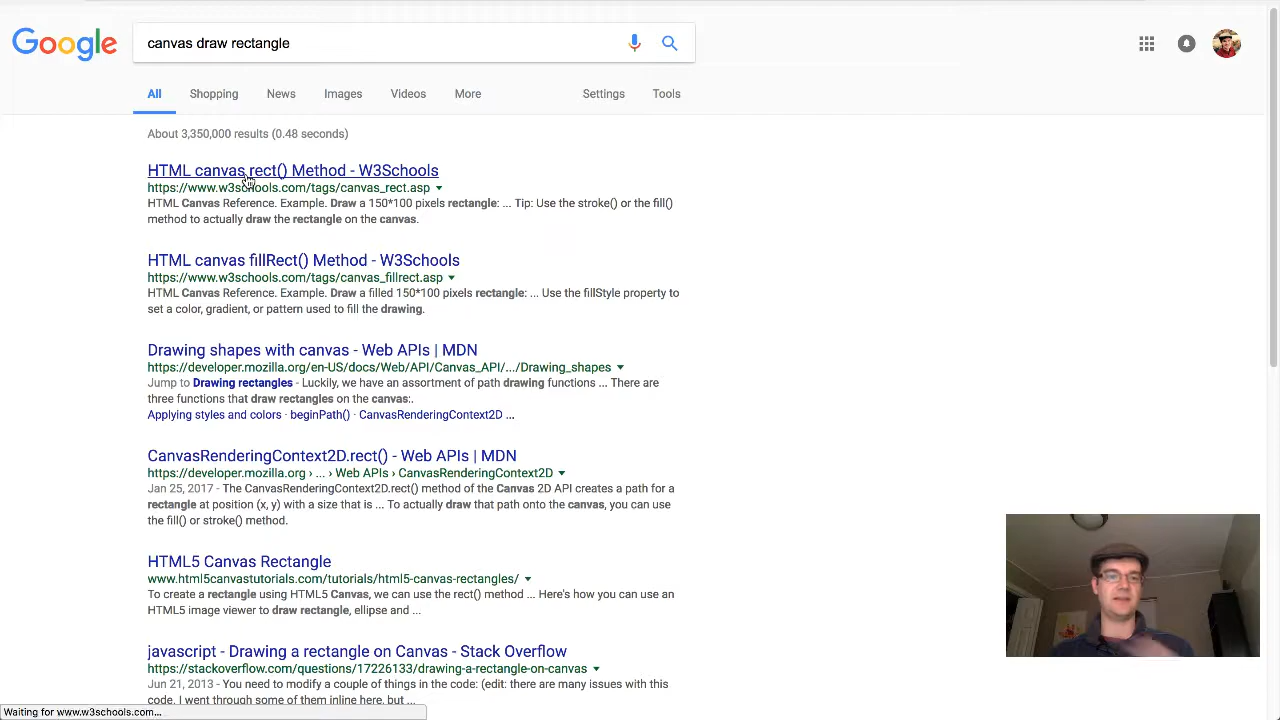 Google
canvas draw rectangle
All Shopping News Images Videos More Settings Tools
About 3,350,000 results (0.48 seconds)
HTML canvas rect() Method - W3Schools
https://www.w3schools.com/tags/canvas_rect.asp
HTML Canvas Reference. Example. Draw a 150*100 pixels rectangle: ... Tip: Use the stroke() or the fill()
method to actually draw the rectangle on the canvas.
HTML canvas fillRect() Method - W3Schools
https://www.w3schools.com/tags/canvas_fillrect.asp
HTML Canvas Reference. Example. Draw a filled 150*100 pixels rectangle: ... Use the fillStyle property to
set a color, gradient, or pattern used to fill the drawing.
Drawing shapes with canvas - Web APIs | MDN
https://developer.mozilla.org/en-US/docs/Web/API/Canvas_API/.../Drawing_shapes
Jump to Drawing rectangles - Luckily, we have an assortment of path drawing functions ... There are
three functions that draw rectangles on the canvas:.
Applying styles and colors · beginPath() · CanvasRenderingContext2D ...
CanvasRenderingContext2D.rect() - Web APIs | MDN
https://developer.mozilla.org › ... › Web APIs › CanvasRenderingContext2D
Jan 25, 2017 - The CanvasRenderingContext2D.rect() method of the Canvas 2D API creates a path for a
rectangle at position (x, y) with a size that is ... To actually draw that path onto the canvas, you can use
the fill() or stroke() method.
HTML5 Canvas Rectangle
www.html5canvastutorials.com/tutorials/html5-canvas-rectangles/
To create a rectangle using HTML5 Canvas, we can use the rect() method ... Here's how you can use an
HTML5 image viewer to draw rectangle, ellipse and ...
javascript - Drawing a rectangle on Canvas - Stack Overflow
https://stackoverflow.com/questions/17226133/drawing-a-rectangle-on-canvas
Jun 21, 2013 - You need to modify a couple of things in the code: (edit: there are many issues with this
code. I went through some of them inline here, but ...
Waiting for www.w3schools.com...